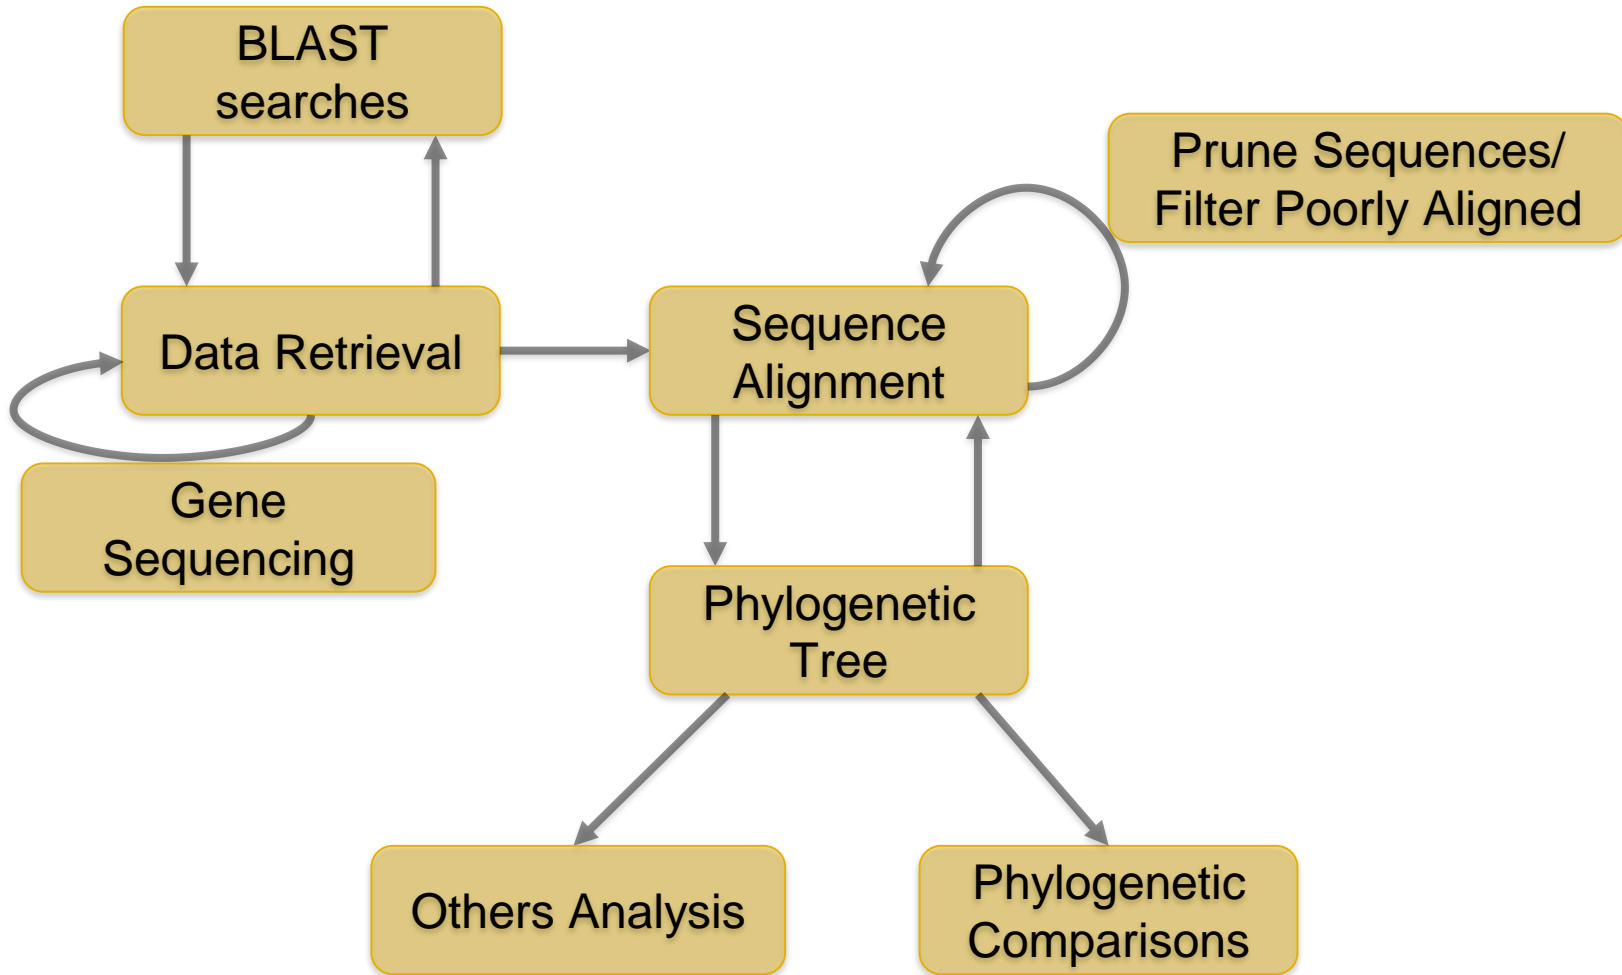 BLAST
searches
Prune Sequences/
Filter Poorly Aligned
Data Retrieval
Sequence
Alignment
Gene
Sequencing
Phylogenetic
Tree
Others Analysis
Phylogenetic
Comparisons